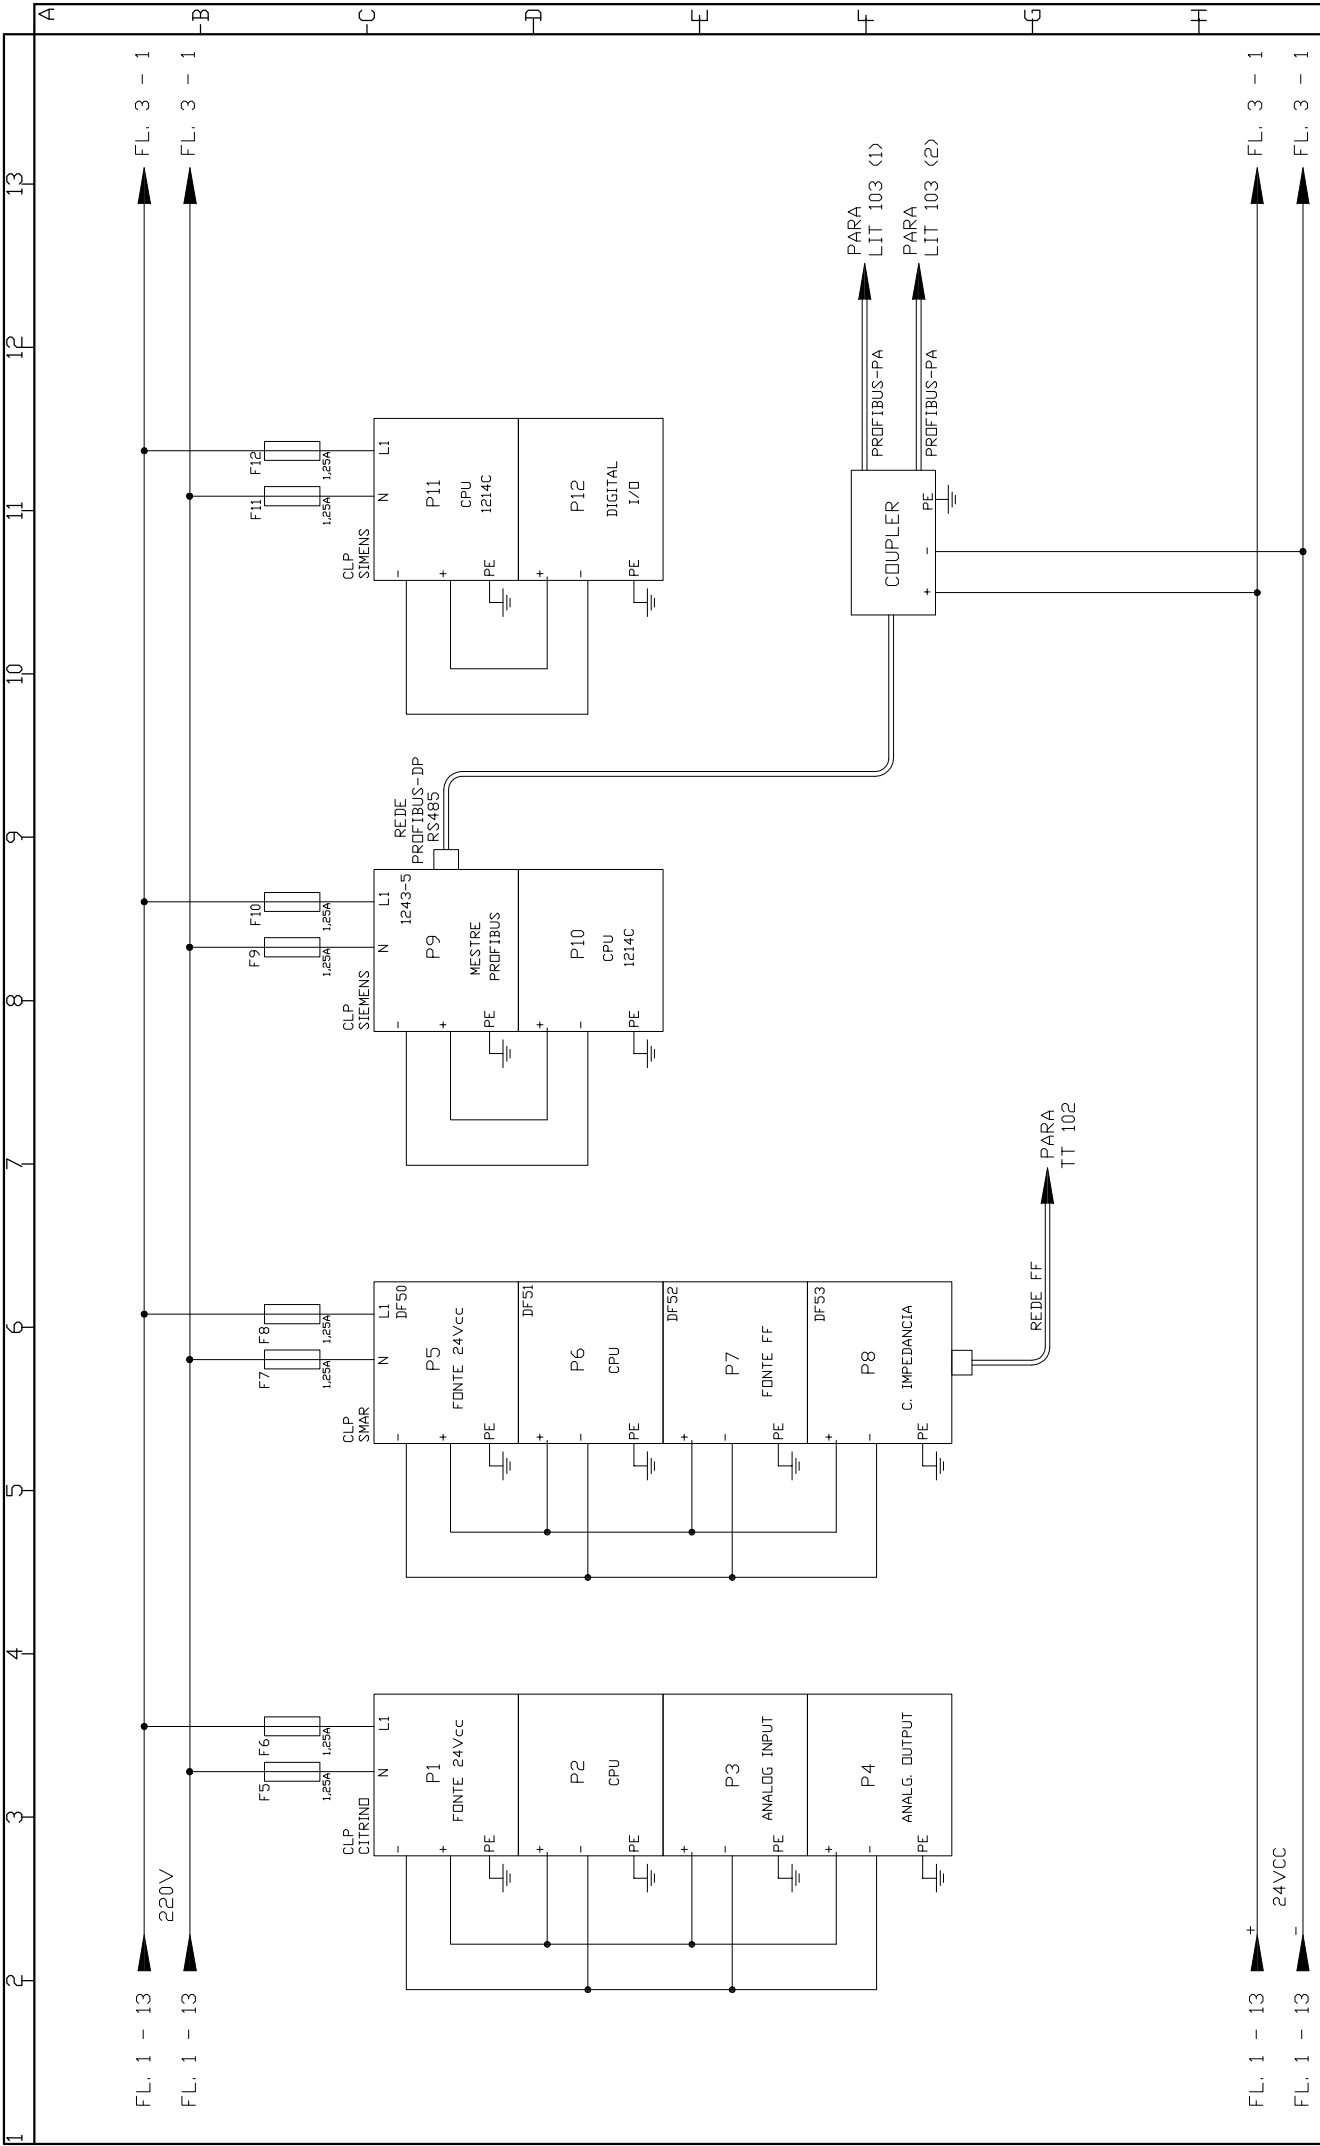 1
2
3
4
5
6
7
8
9
10
11
12
13
A
B
C
D
E
F
G
H
FL. 1 - 13
220V
FL. 1 - 13
FL. 3 - 1
FL. 3 - 1
F5
1,25A
F6
1,25A
CLP
CITRINO
N
L1
P1
FONTE 24Vcc
-
+
PE
P2
CPU
+
-
PE
P3
ANALOG INPUT
+
-
PE
P4
ANALG. OUTPUT
+
-
PE
F7
1,25A
F8
1,25A
CLP
SMAR
N
L1
DF50
P5
FONTE 24Vcc
-
+
PE
DF51
P6
CPU
+
-
PE
DF52
P7
FONTE FF
+
-
PE
DF53
P8
C. IMPEDANCIA
+
-
PE
REDE FF
PARA
TT 102
F9
1,25A
F10
1,25A
CLP
SIEMENS
N
L1
1243-5
P9
MESTRE
PROFIBUS
-
+
PE
P10
CPU
1214C
+
-
PE
REDE
PROFIBUS-DP
RS485
F11
1,25A
F12
1,25A
CLP
SIMENS
N
L1
P11
CPU
1214C
-
+
PE
P12
DIGITAL
I/O
+
-
PE
COUPLER
+
-
PE
PROFIBUS-PA
PARA
LIT 103 (1)
PROFIBUS-PA
PARA
LIT 103 (2)
FL. 1 - 13
+
24VCC
FL. 1 - 13
-
FL. 3 - 1
FL. 3 - 1